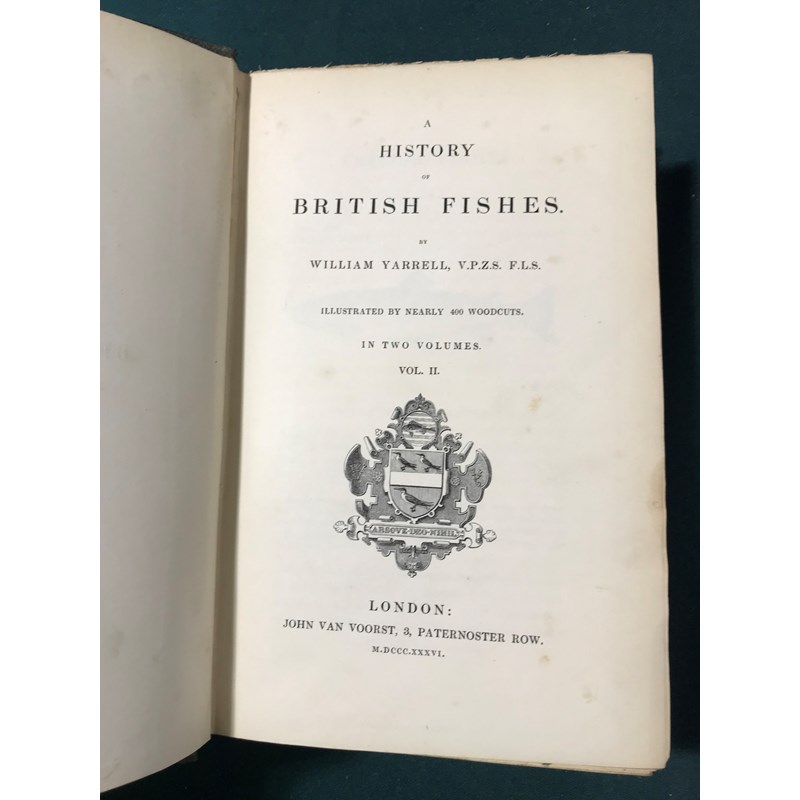 A
HISTORY
OF
BRITISH FISHES.
BY
WILLIAM YARRELL, V.P.Z.S. F.L.S.
ILLUSTRATED BY NEARLY 400 WOODCUTS.
IN TWO VOLUMES.
VOL. II.
ABSQVE·DEO·NIHIL
LONDON:
JOHN VAN VOORST, 3, PATERNOSTER ROW.
M.DCCC.XXXVI.